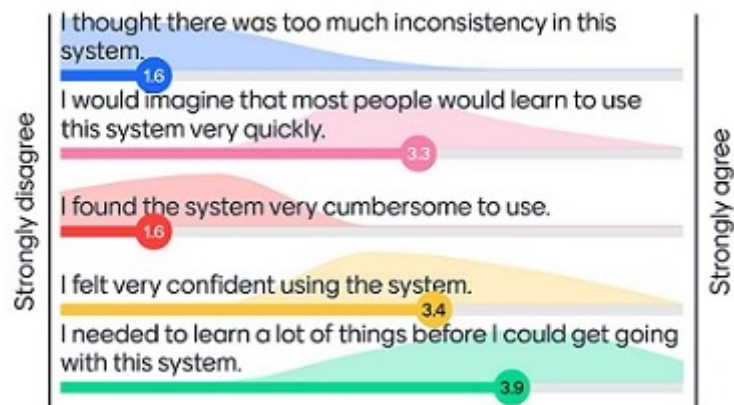 I thought there was too much inconsistency in this
system.
1.6
I would imagine that most people would learn to use
this system very quickly.
3.3
Strongly disagree
Strongly agree
I found the system very cumbersome to use.
1.6
I felt very confident using the system.
3.4
I needed to learn a lot of things before I could get going
with this system.
3.9